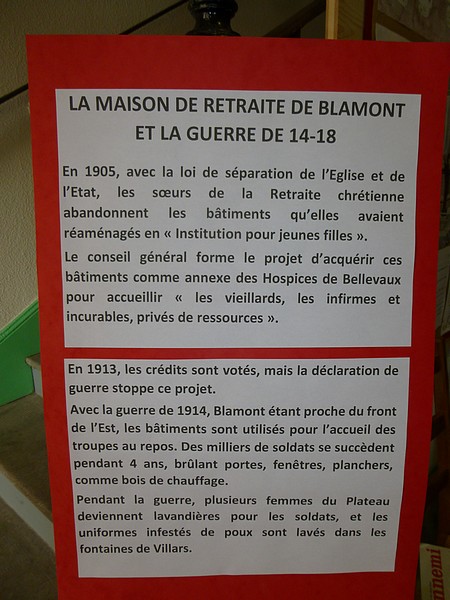 LA MAISON DE RETRAITE DE BLAMONT
ET LA GUERRE DE 14-18
En 1905, avec la loi de séparation de l'Eglise et de
l'Etat, les sœurs de la Retraite chrétienne
abandonnent les bâtiments qu'elles avaient
réaménagés en « Institution pour jeunes filles ».
Le conseil général forme le projet d'acquérir ces
bâtiments comme annexe des Hospices de Bellevaux
pour accueillir « les vieillards, les infirmes et
incurables, privés de ressources ».
En 1913, les crédits sont votés, mais la déclaration de
guerre stoppe ce projet.
Avec la guerre de 1914, Blamont étant proche du front
de l'Est, les bâtiments sont utilisés pour l'accueil des
troupes au repos. Des milliers de soldats se succèdent
pendant 4 ans, brûlant portes, fenêtres, planchers,
comme bois de chauffage.
Pendant la guerre, plusieurs femmes du Plateau
deviennent lavandières pour les soldats, et les
uniformes infestés de poux sont lavés dans les
fontaines de Villars.
nnemi